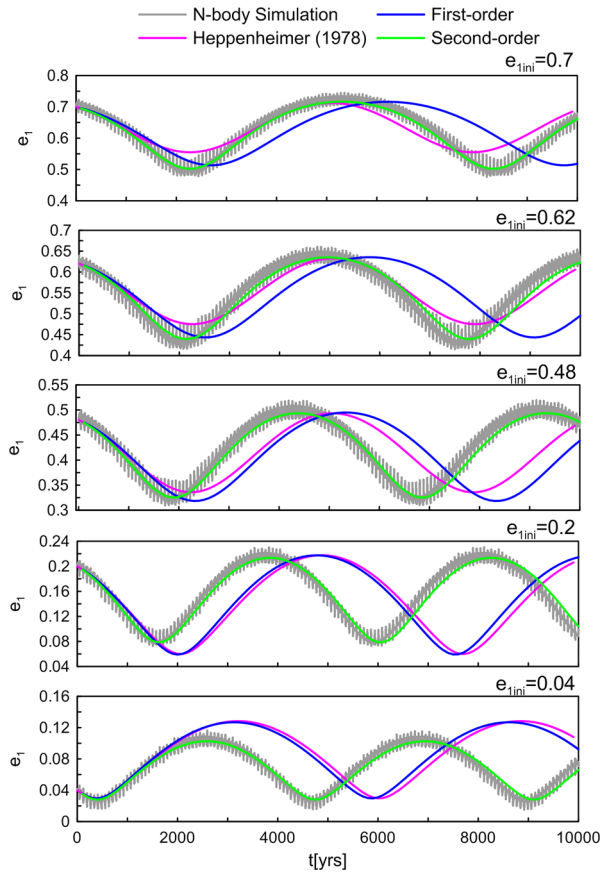 N-body Simulation First-order
Heppenheimer (1978) Second-order
e1ini=0.7
0.8
0.7
0.6
0.5
0.4
e1
e1ini=0.62
0.7
0.65
0.6
0.55
0.5
0.45
0.4
e1
e1ini=0.48
0.55
0.5
0.45
0.4
0.35
0.3
e1
e1ini=0.2
0.24
0.2
0.16
0.12
0.08
0.04
e1
e1ini=0.04
0.16
0.12
0.08
0.04
0
e1
0 2000 4000 6000 8000 10000
t[yrs]